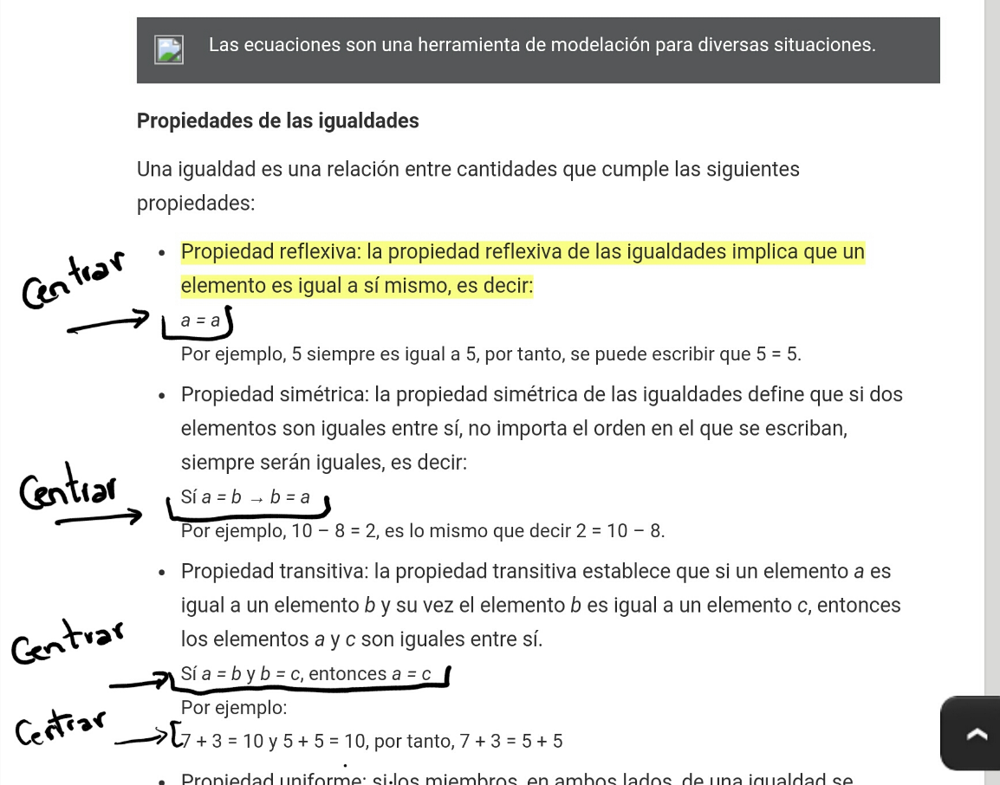 Las ecuaciones son una herramienta de modelación para diversas situaciones.
Propiedades de las igualdades
Una igualdad es una relación entre cantidades que cumple las siguientes
propiedades:
• Propiedad reflexiva: la propiedad reflexiva de las igualdades implica que un
elemento es igual a sí mismo, es decir:
Centrar
a = a
Por ejemplo, 5 siempre es igual a 5, por tanto, se puede escribir que 5 = 5.
• Propiedad simétrica: la propiedad simétrica de las igualdades define que si dos
elementos son iguales entre sí, no importa el orden en el que se escriban,
siempre serán iguales, es decir:
Centrar
Sí a = b → b = a
Por ejemplo, 10 – 8 = 2, es lo mismo que decir 2 = 10 – 8.
• Propiedad transitiva: la propiedad transitiva establece que si un elemento a es
igual a un elemento b y su vez el elemento b es igual a un elemento c, entonces
los elementos a y c son iguales entre sí.
Centrar
Sí a = b y b = c, entonces a = c
Por ejemplo:
Centrar
7 + 3 = 10 y 5 + 5 = 10, por tanto, 7 + 3 = 5 + 5
• Propiedad uniforme: si los miembros, en ambos lados, de una igualdad se